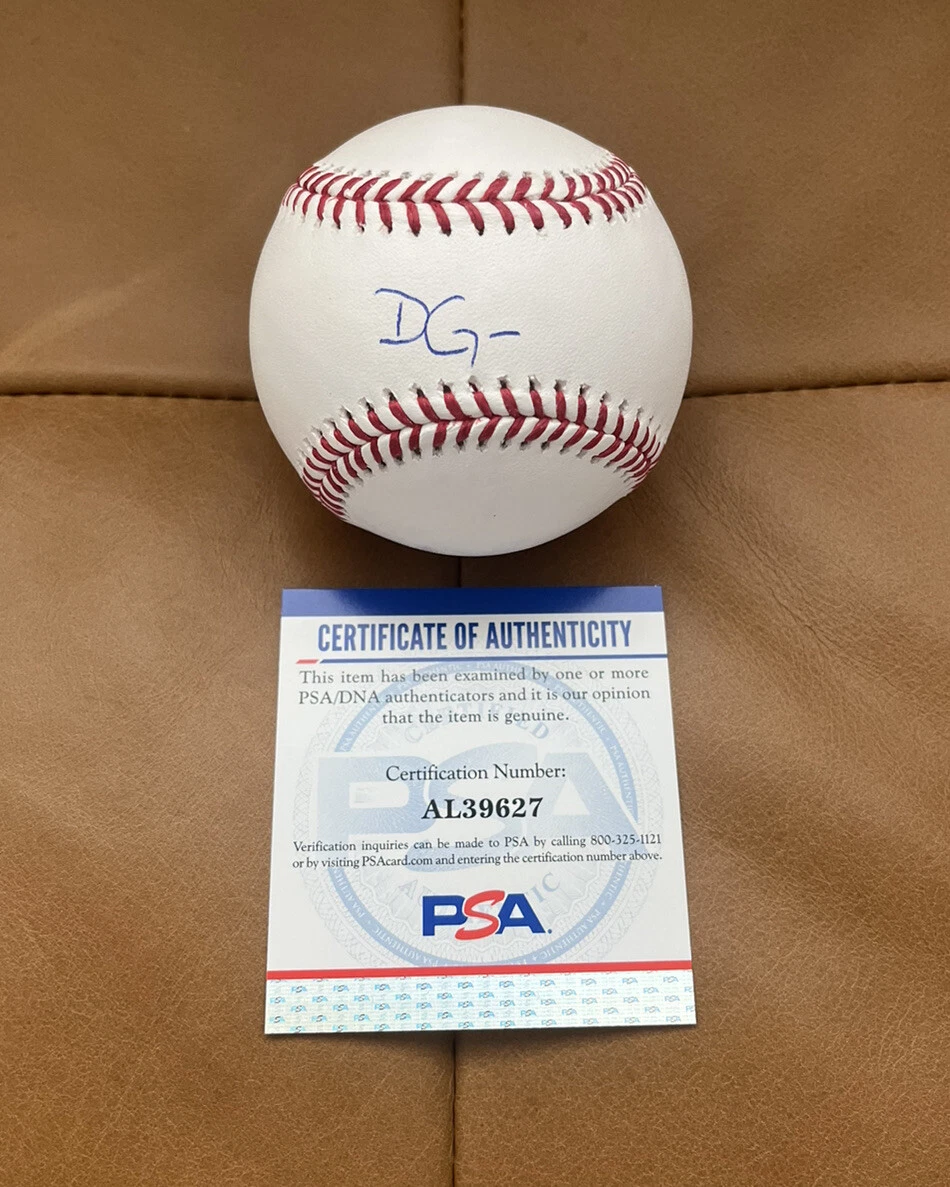 DG-
CERTIFICATE OF AUTHENTICITY
This item has been examined by one or more
PSA/DNA authenticators and it is our opinion
that the item is genuine.
Certification Number:
AL39627
Verification inquiries can be made to PSA by calling 800-325-1121
or by visiting PSAcard.com and entering the certification number above.
PSA